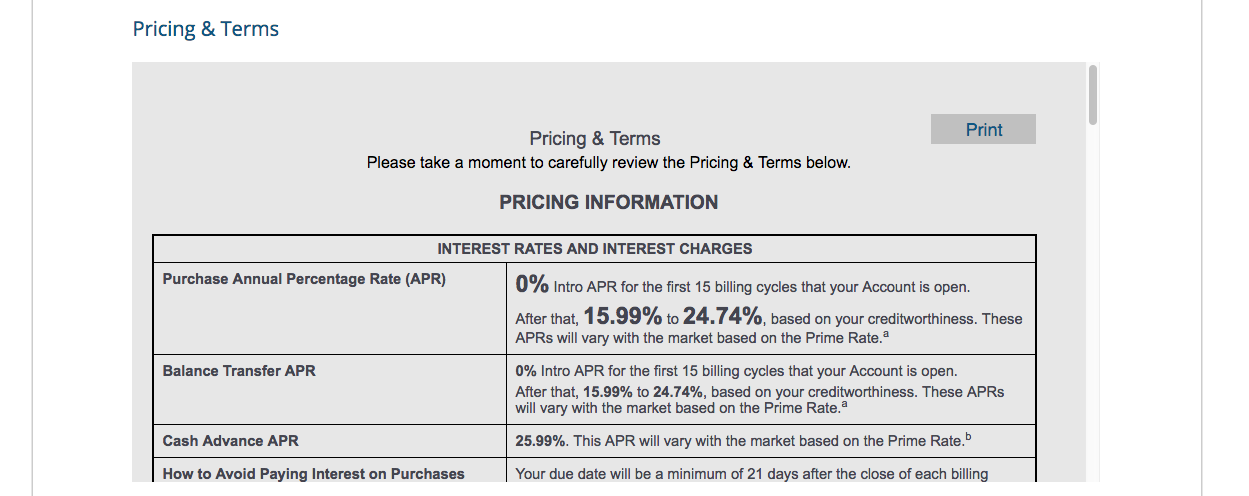 Pricing & Terms
Print
Pricing & Terms
Please take a moment to carefully review the Pricing & Terms below.
PRICING INFORMATION
INTEREST RATES AND INTEREST CHARGES
Purchase Annual Percentage Rate (APR)
0% Intro APR for the first 15 billing cycles that your Account is open.
After that, 15.99% to 24.74%, based on your creditworthiness. These
APRs will vary with the market based on the Prime Rate.a
Balance Transfer APR
0% Intro APR for the first 15 billing cycles that your Account is open.
After that, 15.99% to 24.74%, based on your creditworthiness. These APRs
will vary with the market based on the Prime Rate.a
Cash Advance APR
25.99%. This APR will vary with the market based on the Prime Rate.b
How to Avoid Paying Interest on Purchases
Your due date will be a minimum of 21 days after the close of each billing